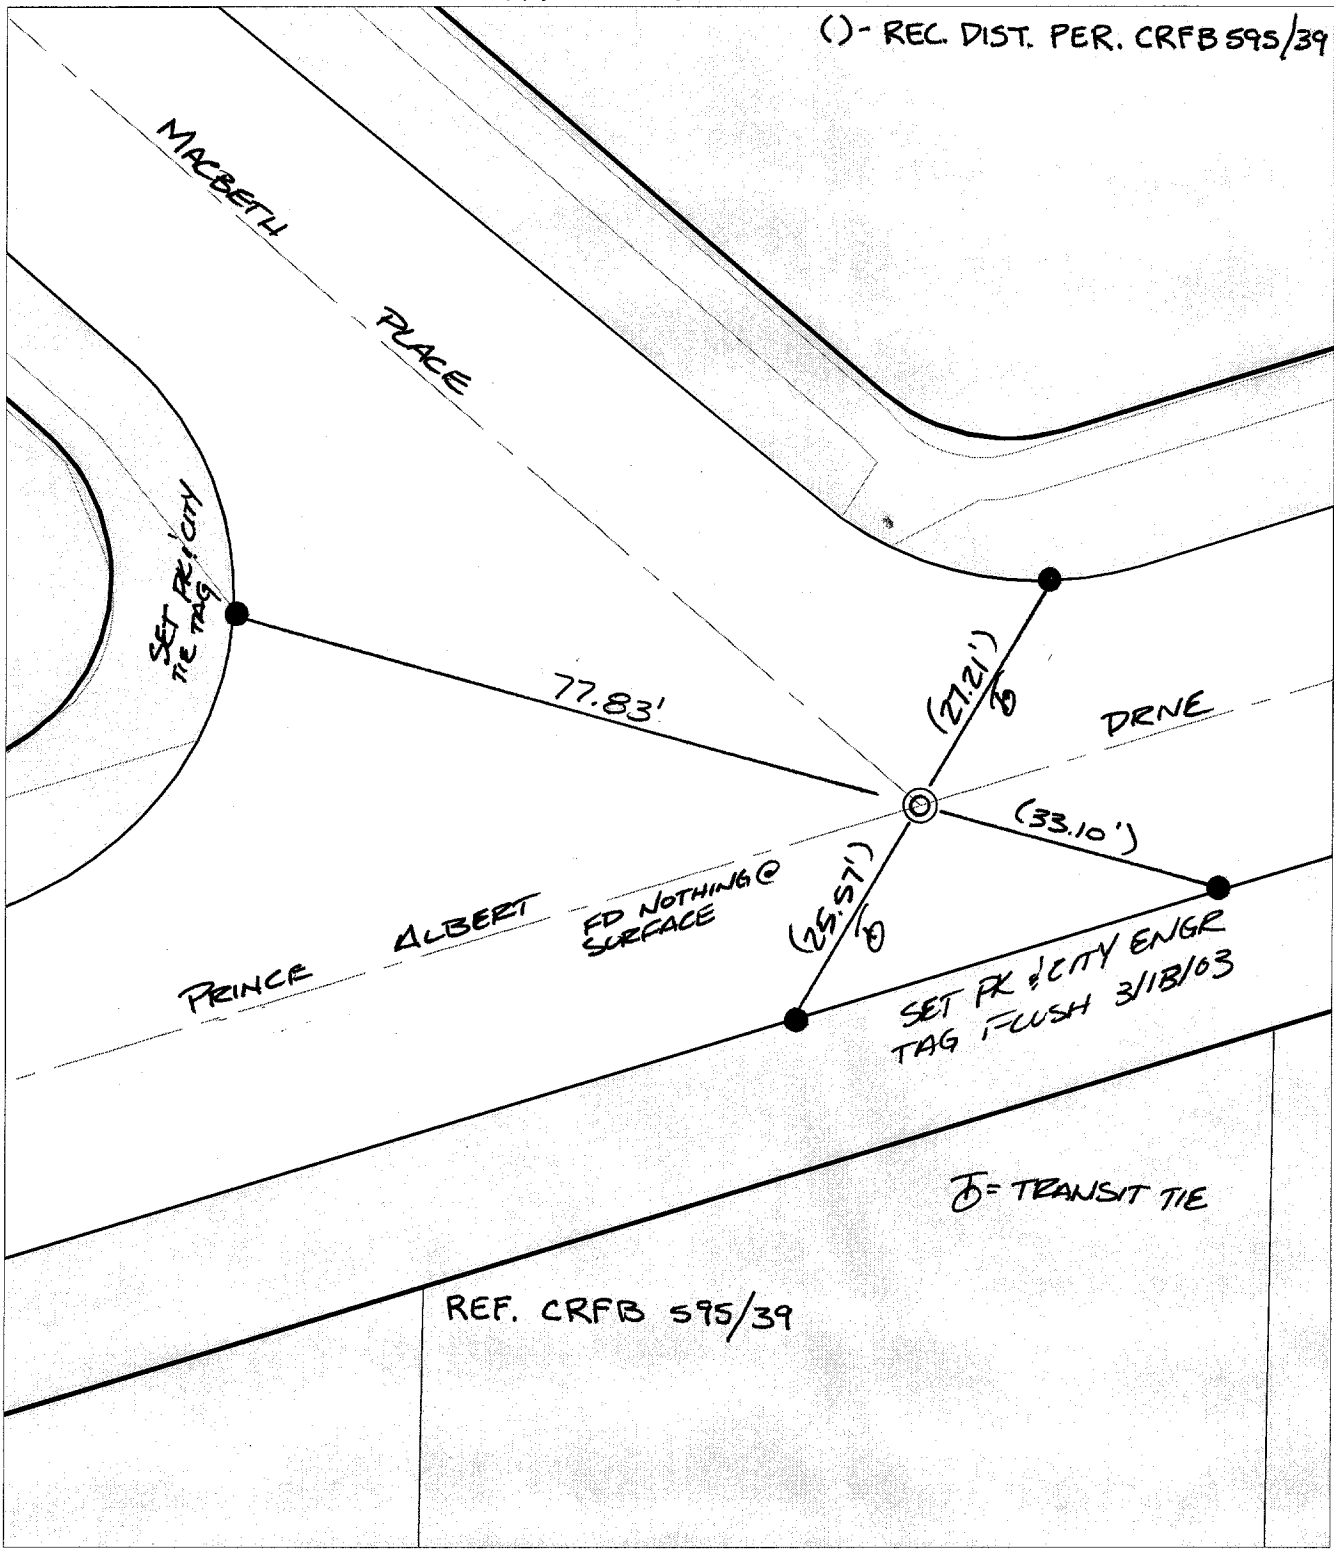 ()- REC. DIST. PER. CRFB 595/39
MACBETH
PLACE
SET PK & CITY
TIE TAG
77.83'
(27.21')
DRIVE
(33.10')
(25.57')
FD NOTHING @
SURFACE
ALBERT
PRINCE
SET PK & CITY ENGR
TAG FLUSH 3/18/03
= TRANSIT TIE
REF. CRFB 595/39